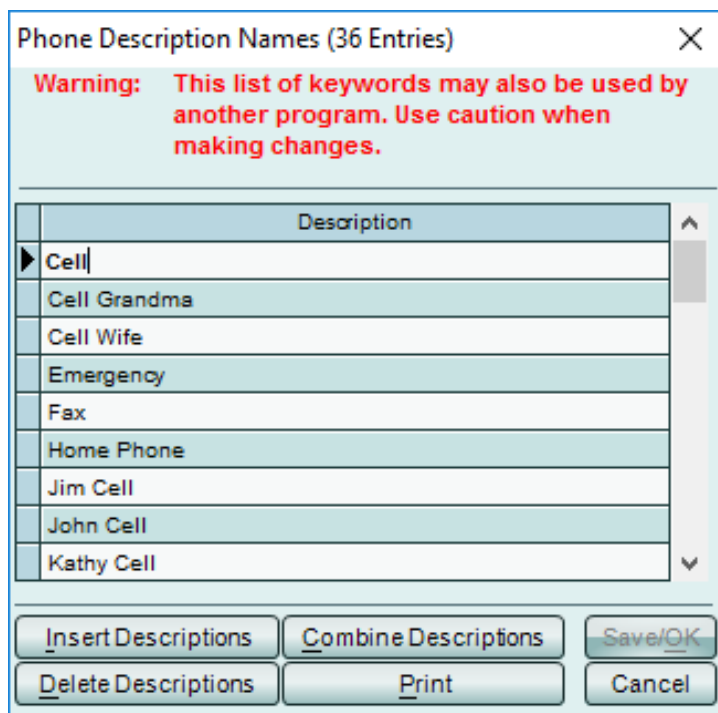 Phone Description Names (36 Entries)
Warning: This list of keywords may also be used by
another program. Use caution when
making changes.
Description
Cell
Cell Grandma
Cell Wife
Emergency
Fax
Home Phone
Jim Cell
John Cell
Kathy Cell
Insert Descriptions Combine Descriptions Save/OK
Delete Descriptions Print Cancel